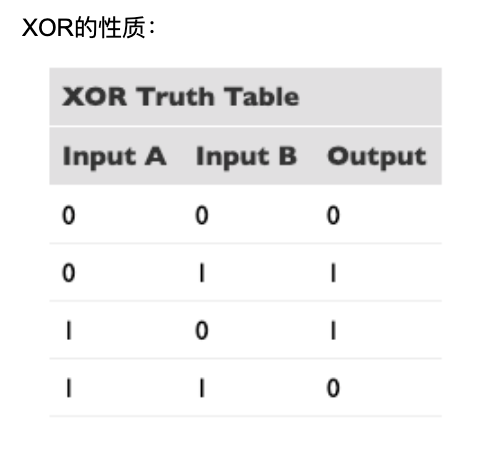 XOR的性质：
XOR Truth Table
Input A Input B Output
0 0 0
0 1 1
1 0 1
1 1 0